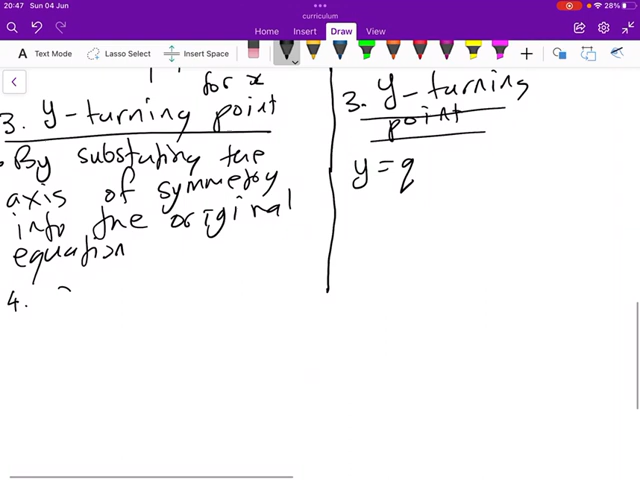 20:47 Sun 04 Jun
28%
curriculum
Home Insert Draw View
Text Mode Lasso Select Insert Space
for x
3. y-turning point
By substuting the
axis of symmetry
into the original
equation
4.
3. y-turning
point
y = q